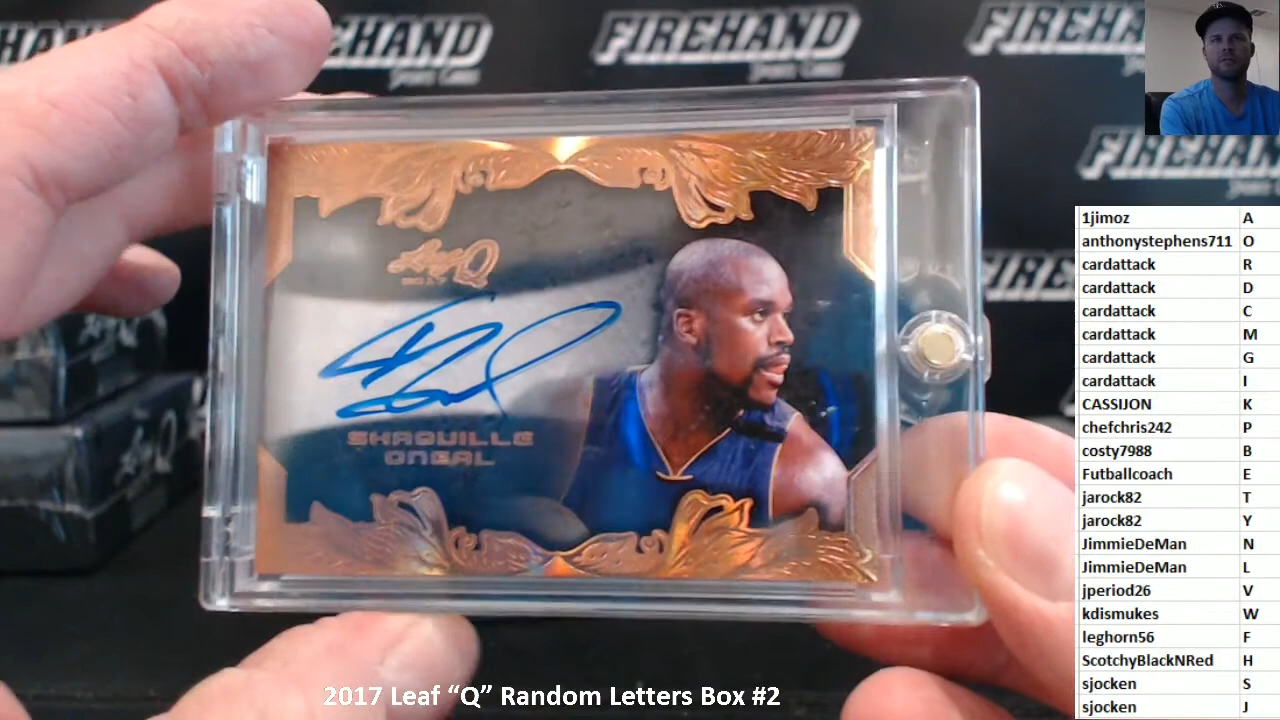 FIREHAND
FIREHAND
FIREHAND
FIREHAND
Leaf Q
2017
SHAQUILLE
ONEAL
1jimoz A
anthonystephens711 O
cardattack R
cardattack D
cardattack C
cardattack M
cardattack G
cardattack I
CASSIJON K
chefchris242 P
costy7988 B
Futballcoach E
jarock82 T
jarock82 Y
JimmieDeMan N
JimmieDeMan L
jperiod26 V
kdismukes W
leghorn56 F
ScotchyBlackNRed H
sjocken S
sjocken J
2017 Leaf “Q” Random Letters Box #2